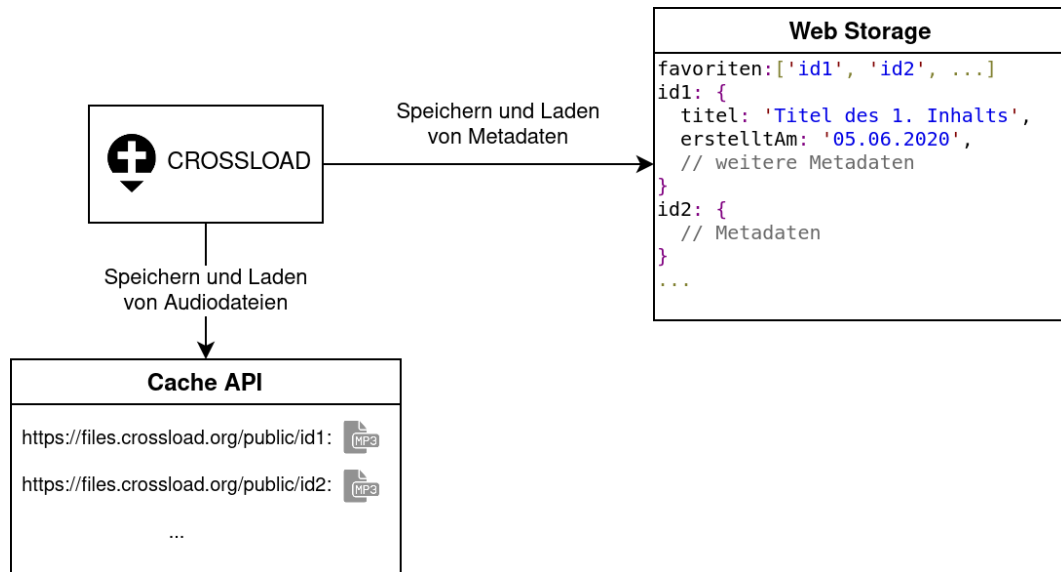 Web Storage
favoriten:['id1', 'id2', ...]
id1: {
  titel: 'Titel des 1. Inhalts',
  erstelltAm: '05.06.2020',
  // weitere Metadaten
}
id2: {
  // Metadaten
}
...
Speichern und Laden
von Metadaten
CROSSLOAD
Speichern und Laden
von Audiodateien
Cache API
https://files.crossload.org/public/id1:
MP3
https://files.crossload.org/public/id2:
MP3
...